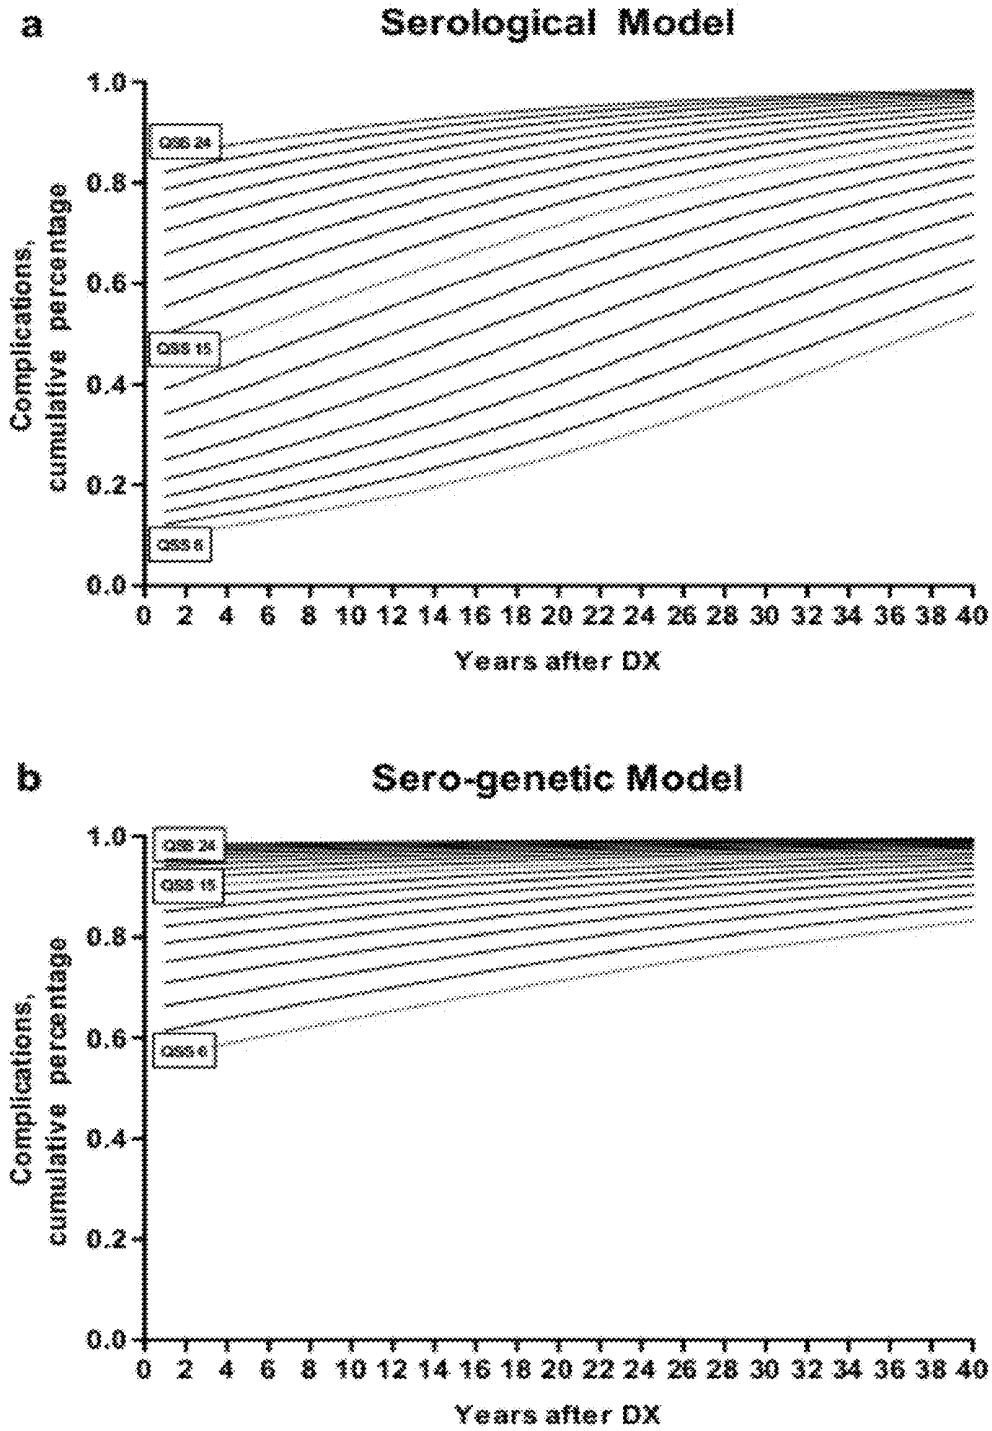 a
Serological Model
1.0
0.8
0.6
0.4
0.2
0.0
Complications,
cumulative percentage
QSS 24
QSS 15
QSS 6
0 2 4 6 8 10 12 14 16 18 20 22 24 26 28 30 32 34 36 38 40
Years after DX
b
Sero-genetic Model
1.0
0.8
0.6
0.4
0.2
0.0
Complications,
cumulative percentage
QSS 24
QSS 15
QSS 6
0 2 4 6 8 10 12 14 16 18 20 22 24 26 28 30 32 34 36 38 40
Years after DX